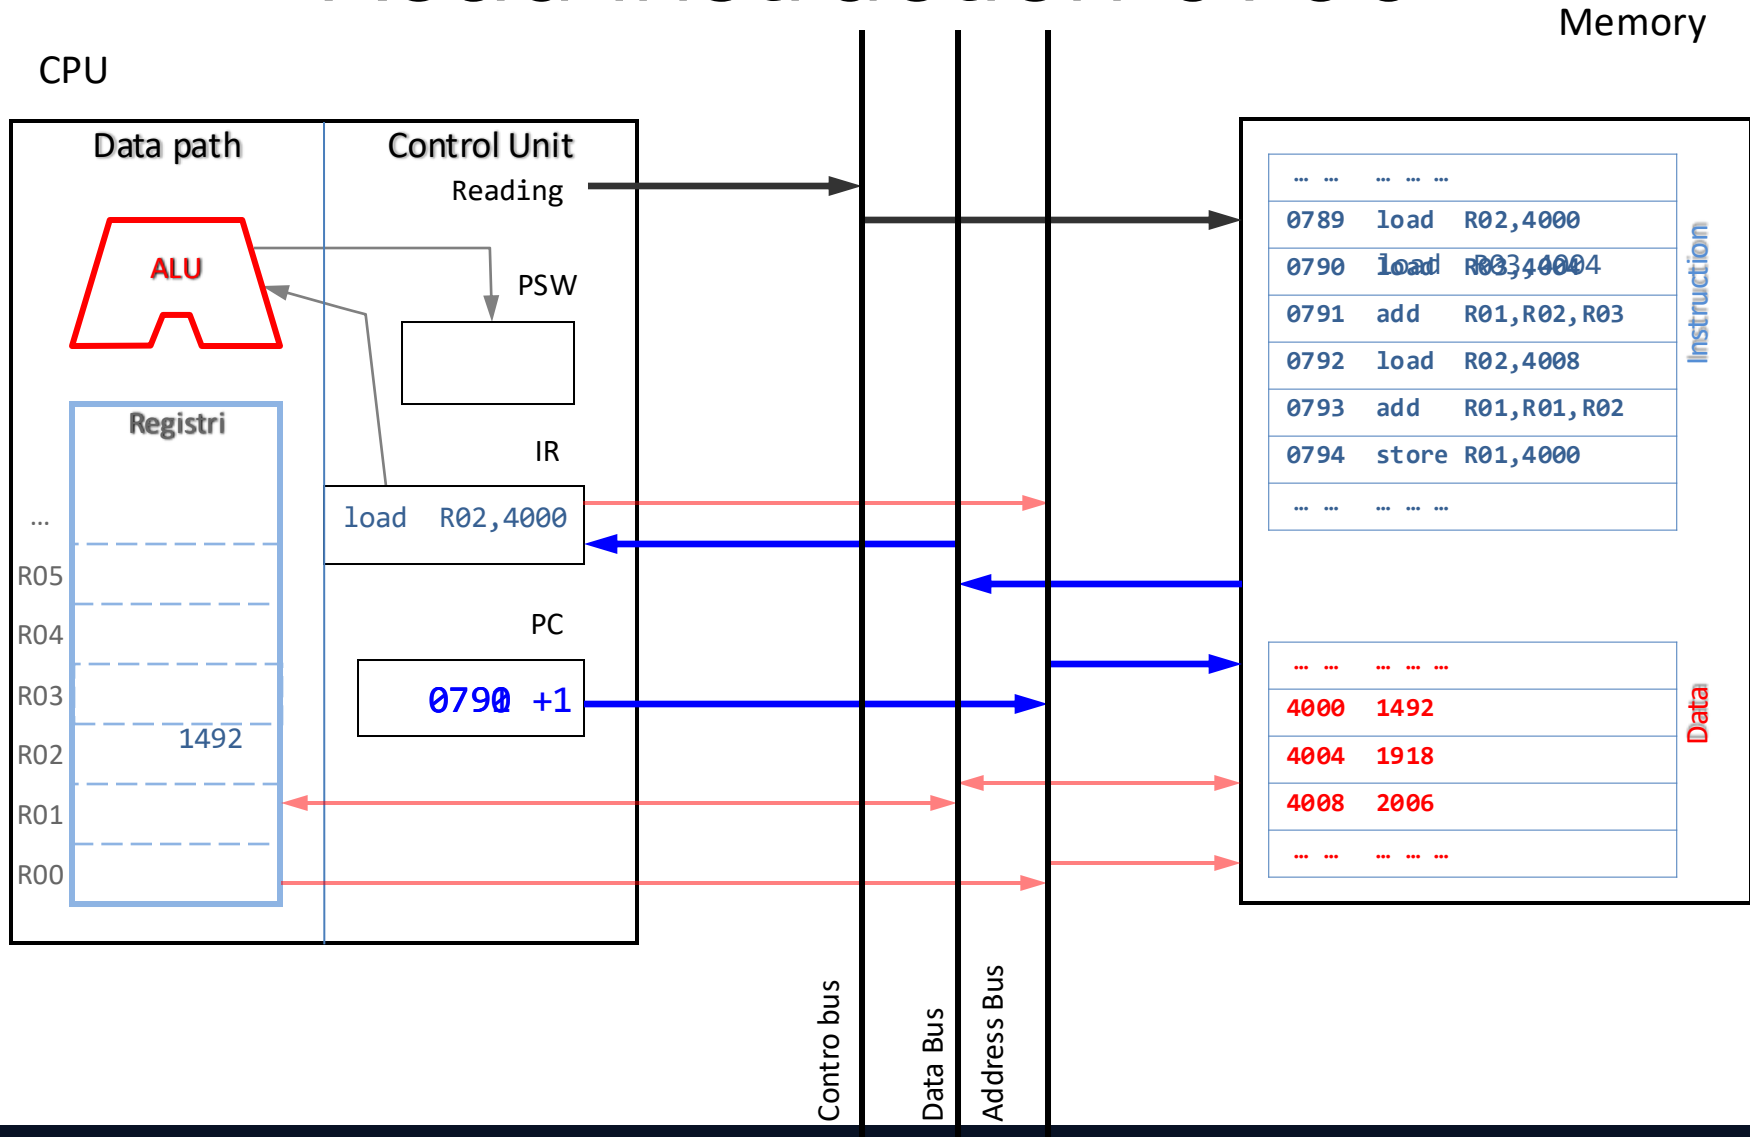 Memory
CPU
Data path
Control Unit
Reading
ALU
PSW
Registri
IR
load R02,4000
PC
+1
…
R05
R04
R03
R02
1492
R01
R00
Contro bus
Data Bus
Address Bus
… … … … …
0789 load R02,4000
0790 load R03,4004
0791 add R01,R02,R03
0792 load R02,4008
0793 add R01,R01,R02
0794 store R01,4000
… … … … …
Instruction
… … … … …
4000 1492
4004 1918
4008 2006
… … … … …
Data